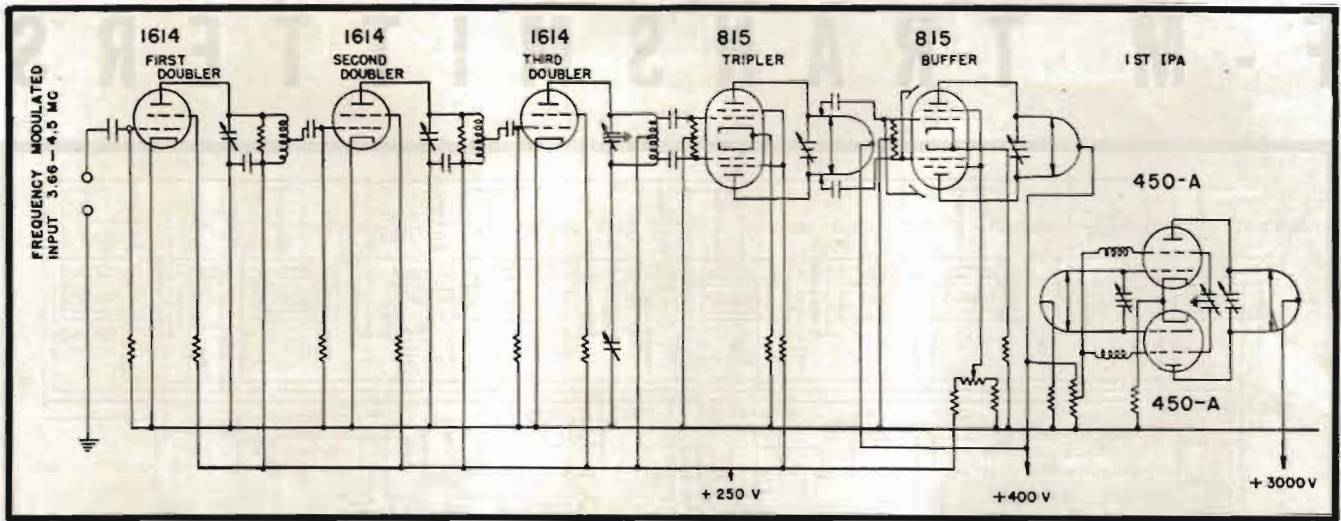 FREQUENCY MODULATED
INPUT 3.66 – 4.5 MC
1614
FIRST
DOUBLER
1614
SECOND
DOUBLER
1614
THIRD
DOUBLER
815
TRIPLER
815
BUFFER
1ST IPA
450-A
450-A
+ 250 V
+400 V
+ 3000 V